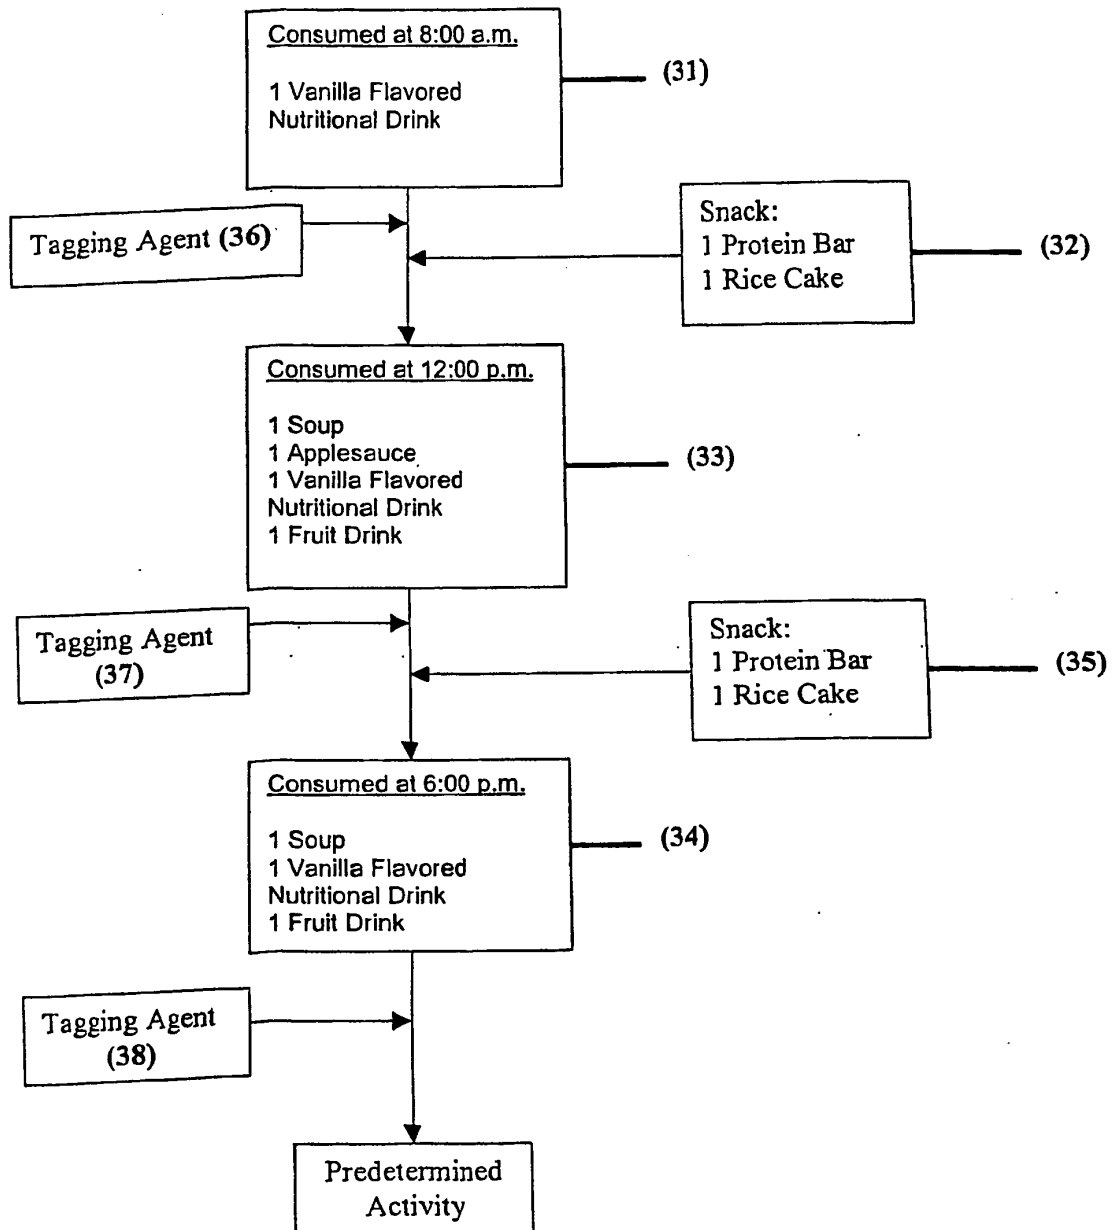 Consumed at 8:00 a.m.
1 Vanilla Flavored
Nutritional Drink
(31)
Tagging Agent (36)
Snack:
1 Protein Bar
1 Rice Cake
(32)
Consumed at 12:00 p.m.
1 Soup
1 Applesauce
1 Vanilla Flavored
Nutritional Drink
1 Fruit Drink
(33)
Tagging Agent
(37)
Snack:
1 Protein Bar
1 Rice Cake
(35)
Consumed at 6:00 p.m.
1 Soup
1 Vanilla Flavored
Nutritional Drink
1 Fruit Drink
(34)
Tagging Agent
(38)
Predetermined
Activity